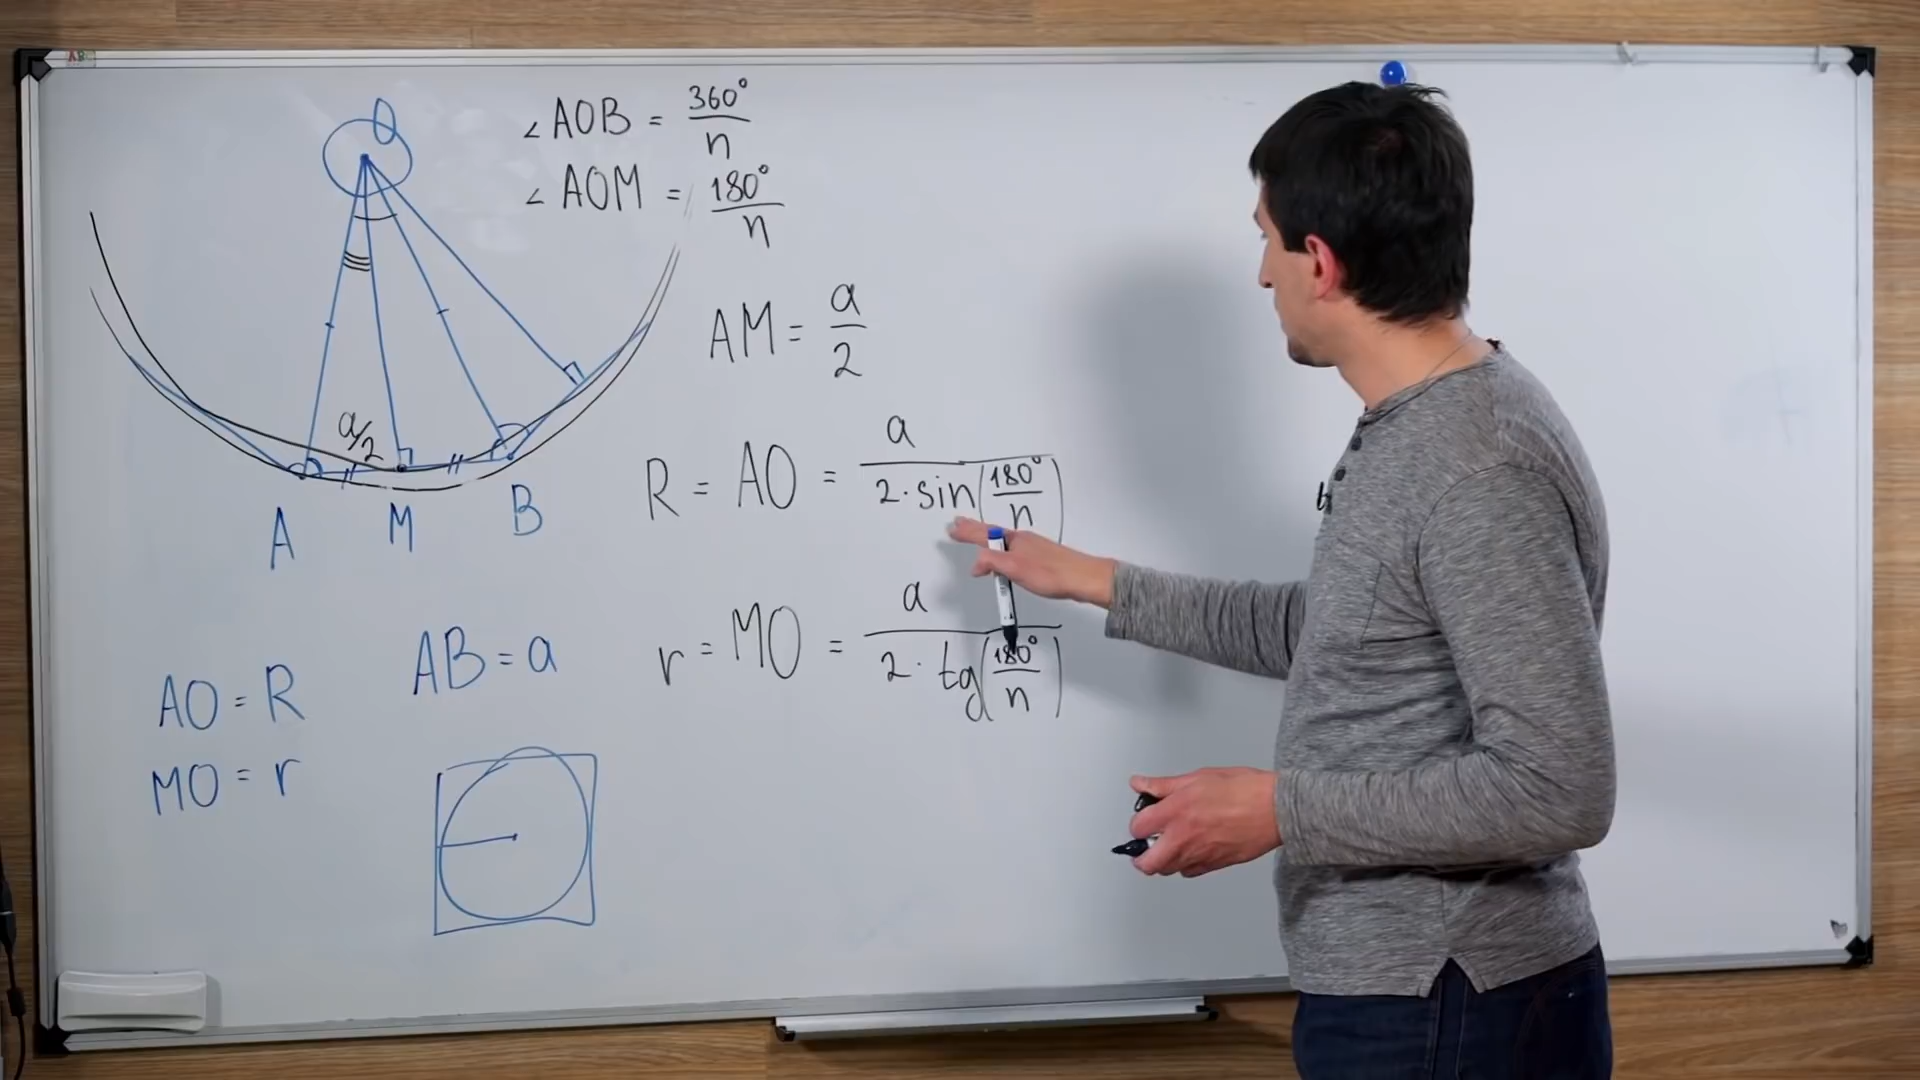 O
∠ AOB = 360°/n
∠ AOM = 180°/n
AM = a/2
a/2
R = AO = a/(2·sin(180°/n))
A M B
r = MO = a/(2·tg(180°/n))
AB = a
AO = R
MO = r